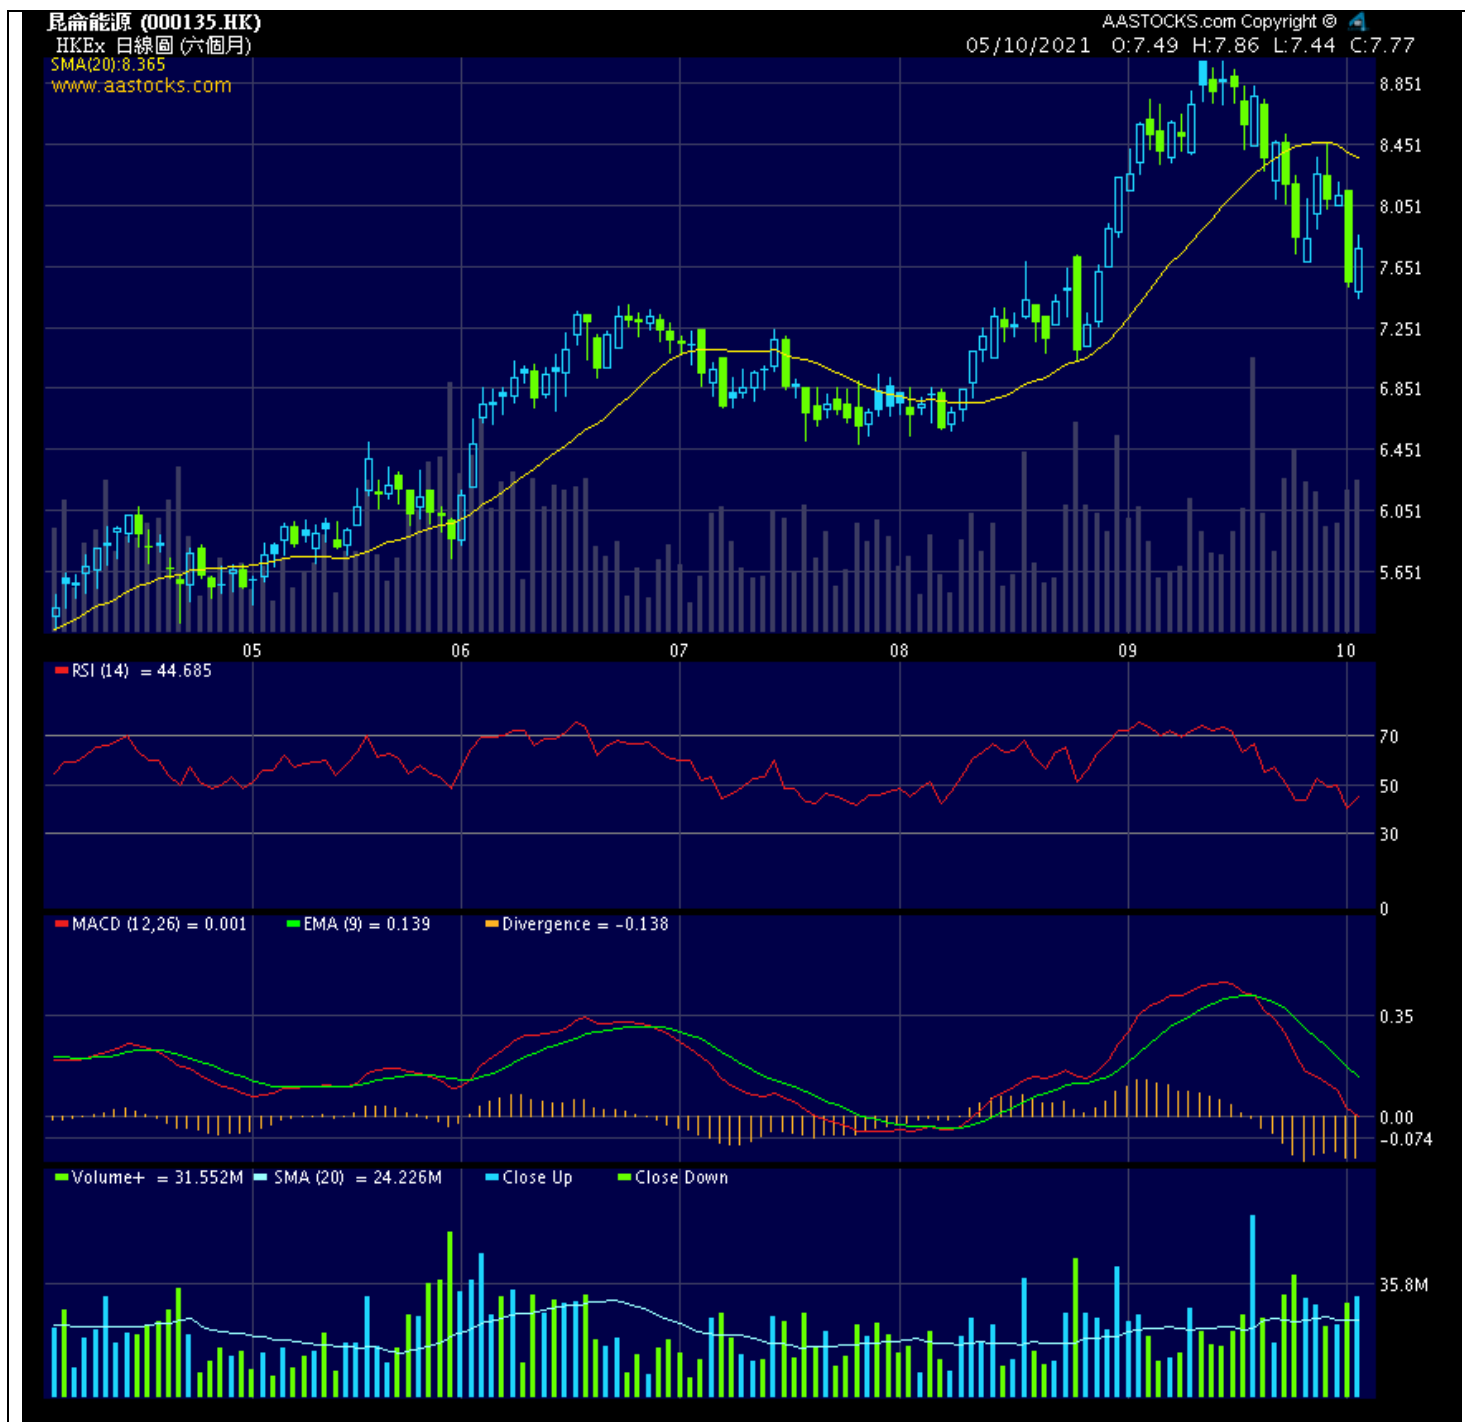 昆侖能源 (000135.HK)
AASTOCKS.com Copyright ©
HKEx 日線圖 (六個月)
05/10/2021 O:7.49 H:7.86 L:7.44 C:7.77
SMA(20):8.365
www.aastocks.com
8.851
8.451
8.051
7.651
7.251
6.851
6.451
6.051
5.651
05 06 07 08 09 10
RSI (14) = 44.685
70
50
30
0
MACD (12,26) = 0.001 EMA (9) = 0.139 Divergence = -0.138
0.35
0.00
-0.074
Volume+ = 31.552M SMA (20) = 24.226M Close Up Close Down
35.8M